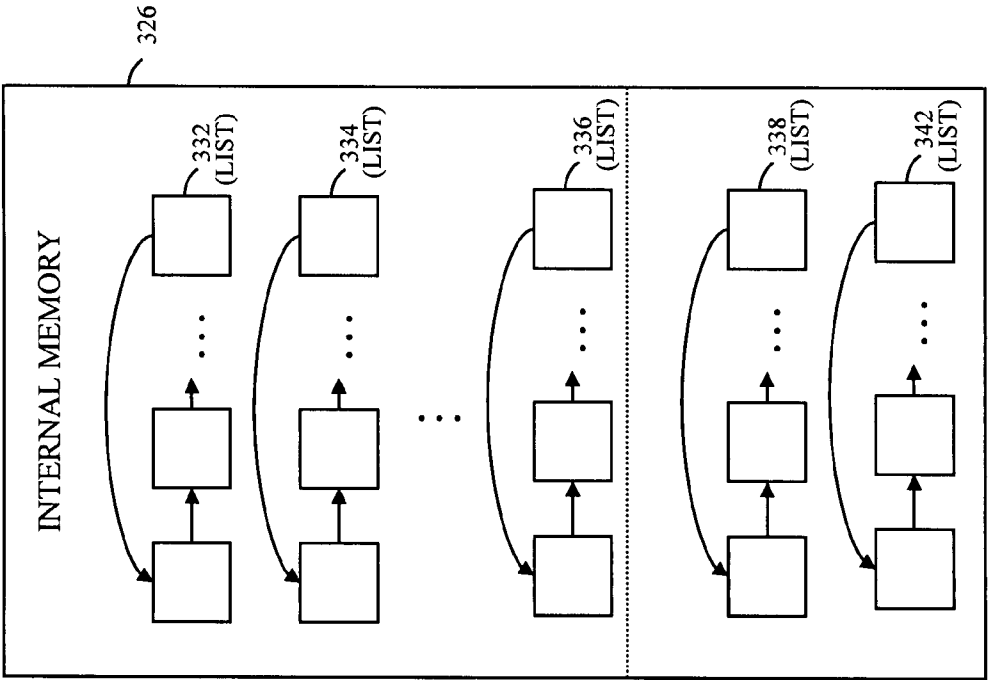 326
INTERNAL MEMORY
332
(LIST)
334
(LIST)
336
(LIST)
338
(LIST)
342
(LIST)